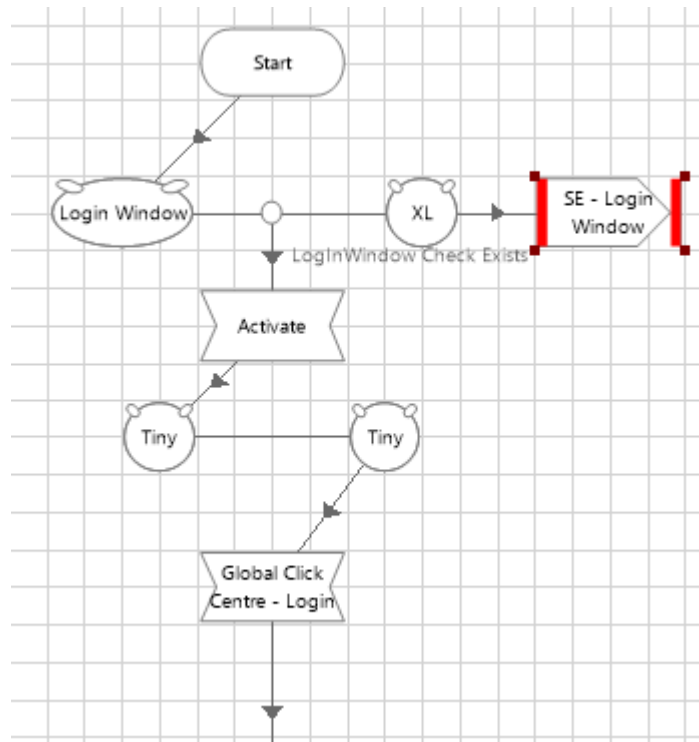 Start
Login Window
XL
SE - Login
Window
LogInWindow Check Exists
Activate
Tiny
Tiny
Global Click
Centre - Login